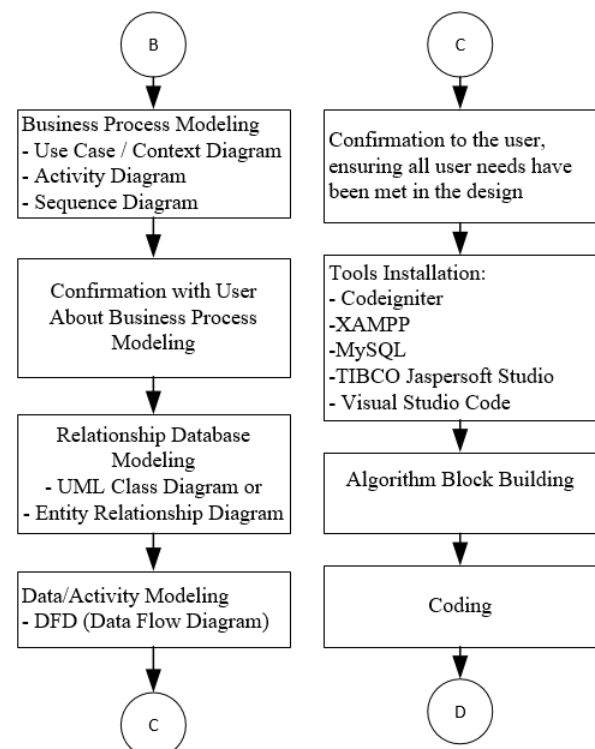 B
Business Process Modeling
- Use Case / Context Diagram
- Activity Diagram
- Sequence Diagram
Confirmation with User
About Business Process
Modeling
Relationship Database
Modeling
- UML Class Diagram or
- Entity Relationship Diagram
Data/Activity Modeling
- DFD (Data Flow Diagram)
C
C
Confirmation to the user,
ensuring all user needs have
been met in the design
Tools Installation:
- Codeigniter
-XAMPP
-MySQL
-TIBCO Jaspersoft Studio
- Visual Studio Code
Algorithm Block Building
Coding
D